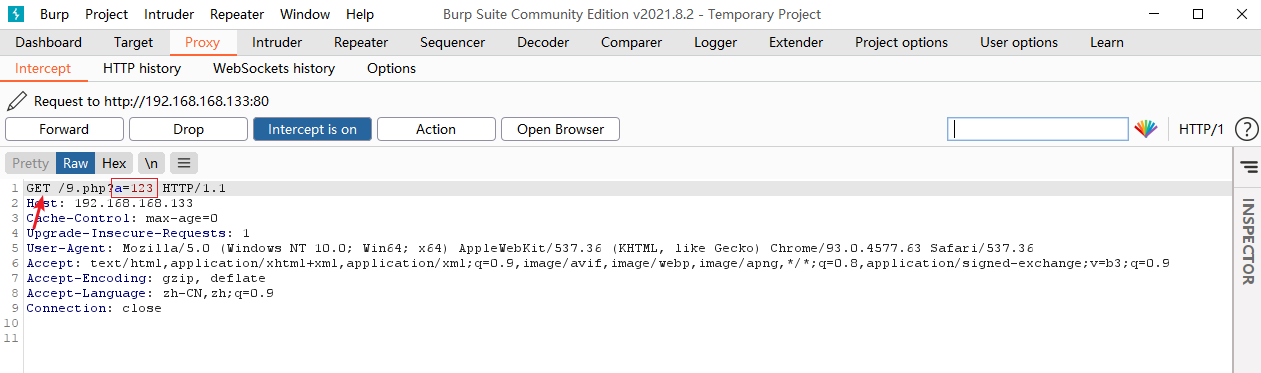 Burp Project Intruder Repeater Window Help Burp Suite Community Edition v2021.8.2 - Temporary Project
Dashboard Target Proxy Intruder Repeater Sequencer Decoder Comparer Logger Extender Project options User options Learn
Intercept HTTP history WebSockets history Options
Request to http://192.168.168.133:80
Forward Drop Intercept is on Action Open Browser HTTP/1 ?
Pretty Raw Hex \n
1 GET /9.php?a=123 HTTP/1.1
2 Host: 192.168.168.133
3 Cache-Control: max-age=0
4 Upgrade-Insecure-Requests: 1
5 User-Agent: Mozilla/5.0 (Windows NT 10.0; Win64; x64) AppleWebKit/537.36 (KHTML, like Gecko) Chrome/93.0.4577.63 Safari/537.36
6 Accept: text/html,application/xhtml+xml,application/xml;q=0.9,image/avif,image/webp,image/apng,*/*;q=0.8,application/signed-exchange;v=b3;q=0.9
7 Accept-Encoding: gzip, deflate
8 Accept-Language: zh-CN,zh;q=0.9
9 Connection: close
10
11
INSPECTOR